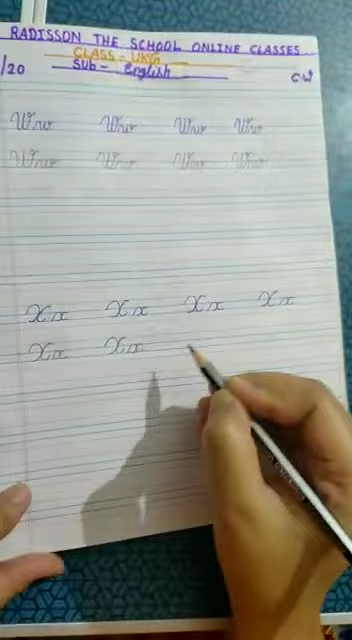 RADISSON THE SCHOOL ONLINE CLASSES
CLASS - UKG
/20 Sub - English C.W
Ww Ww Ww Ww
Ww Ww Ww Ww
Xx Xx Xx Xx
Xx Xx